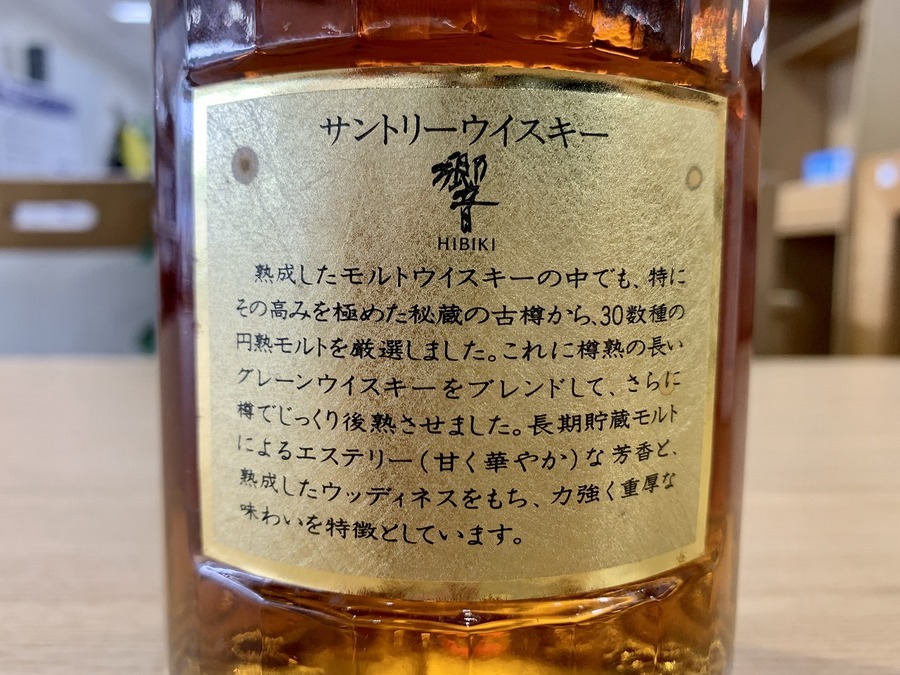 サントリーウイスキー
響
HIBIKI
熟成したモルトウイスキーの中でも、特に
その高みを極めた秘蔵の古樽から、30数種の
円熟モルトを厳選しました。これに樽熟の長い
グレーンウイスキーをブレンドして、さらに
樽でじっくり後熟させました。長期貯蔵モルト
によるエステリー(甘く華やか)な芳香と、
熟成したウッディネスをもち、力強く重厚な
味わいを特徴としています。